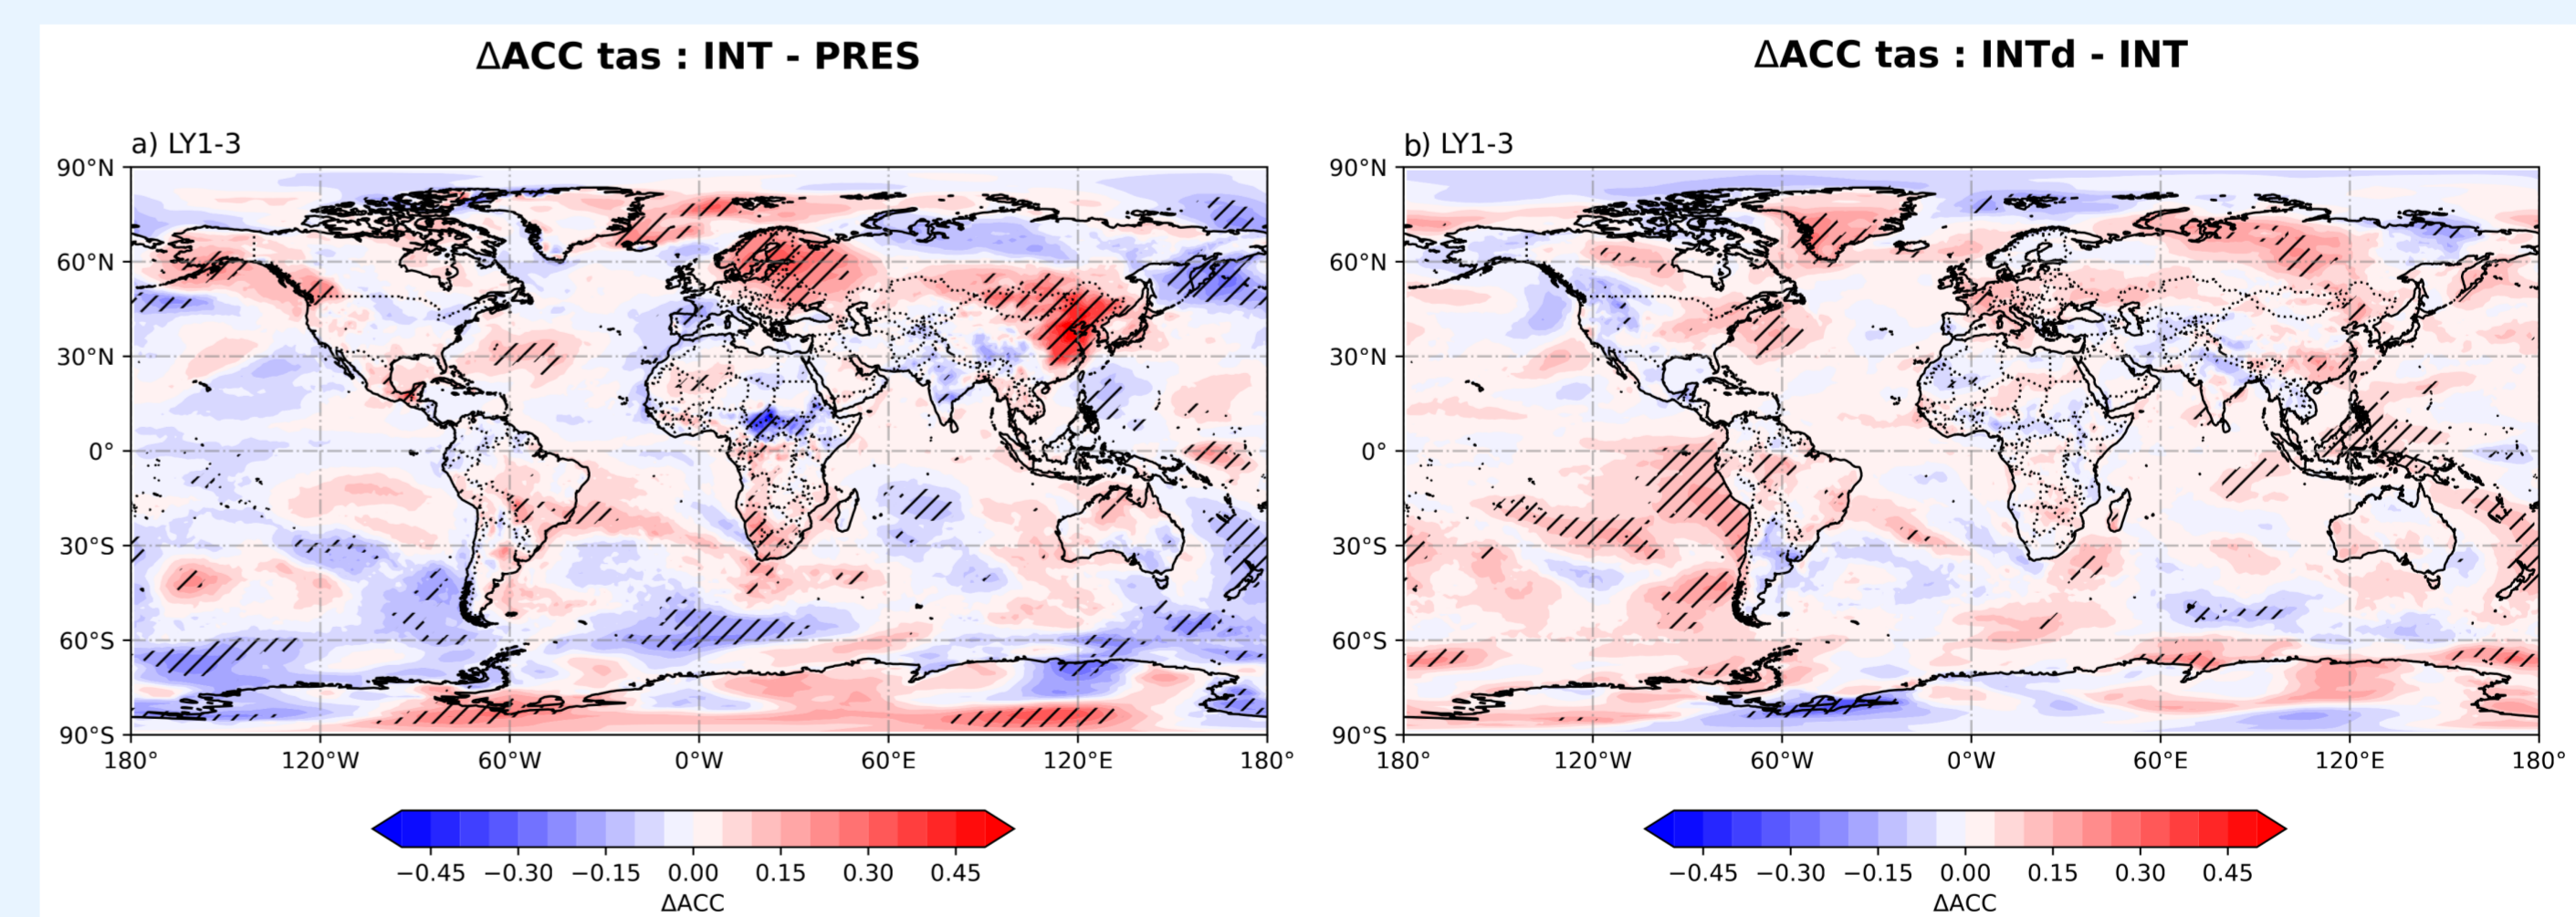 ΔACC tas : INT - PRES
a) LY1-3
90°N
60°N
30°N
0°
30°S
60°S
90°S
180°
120°W
60°W
0°W
60°E
120°E
180°
−0.45
−0.30
−0.15
0.00
0.15
0.30
0.45
ΔACC
ΔACC tas : INTd - INT
b) LY1-3
90°N
60°N
30°N
0°
30°S
60°S
90°S
180°
120°W
60°W
0°W
60°E
120°E
180°
−0.45
−0.30
−0.15
0.00
0.15
0.30
0.45
ΔACC